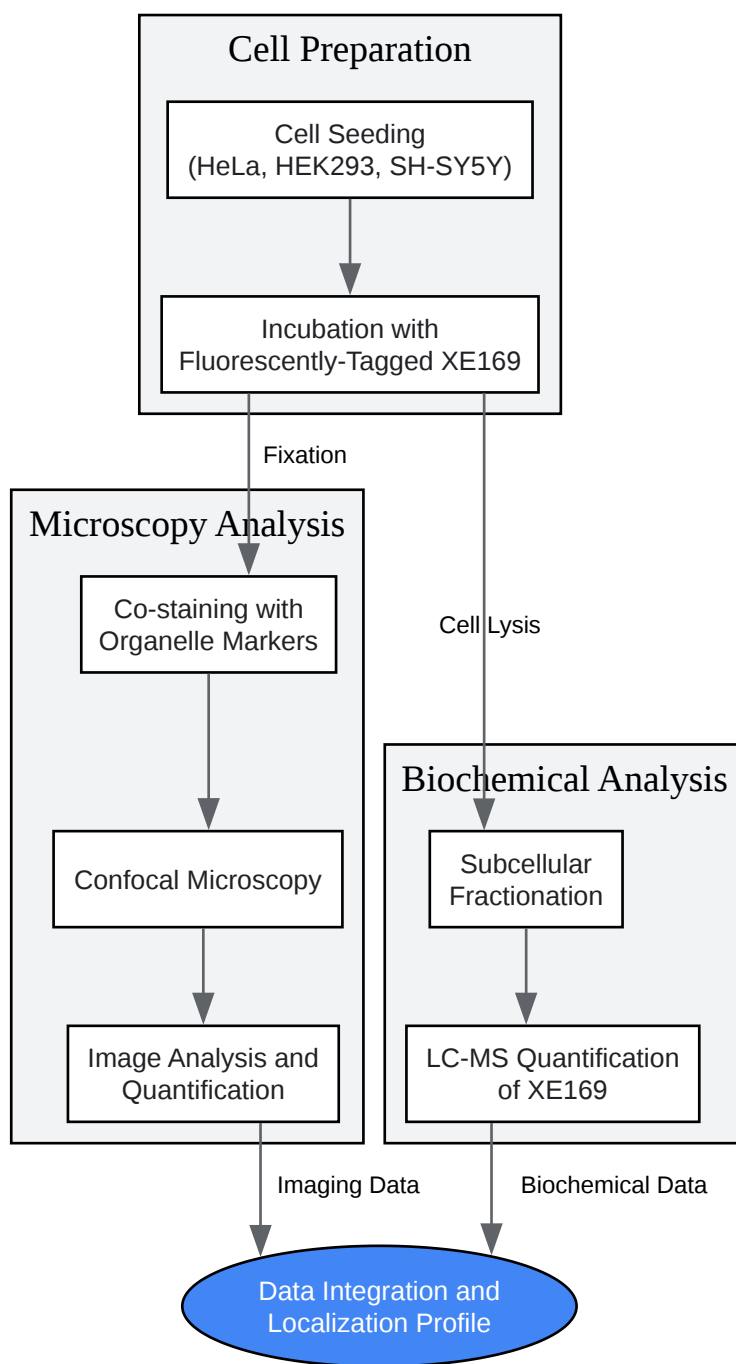 Cell Preparation
Cell Seeding
(HeLa, HEK293, SH-SY5Y)
Incubation with
Fluorescently-Tagged XE169
Fixation
Microscopy Analysis
Co-staining with
Organelle Markers
Cell Lysis
Confocal Microscopy
Image Analysis and
Quantification
Biochemical Analysis
Subcellular
Fractionation
LC-MS Quantification
of XE169
Imaging Data
Biochemical Data
Data Integration and
Localization Profile